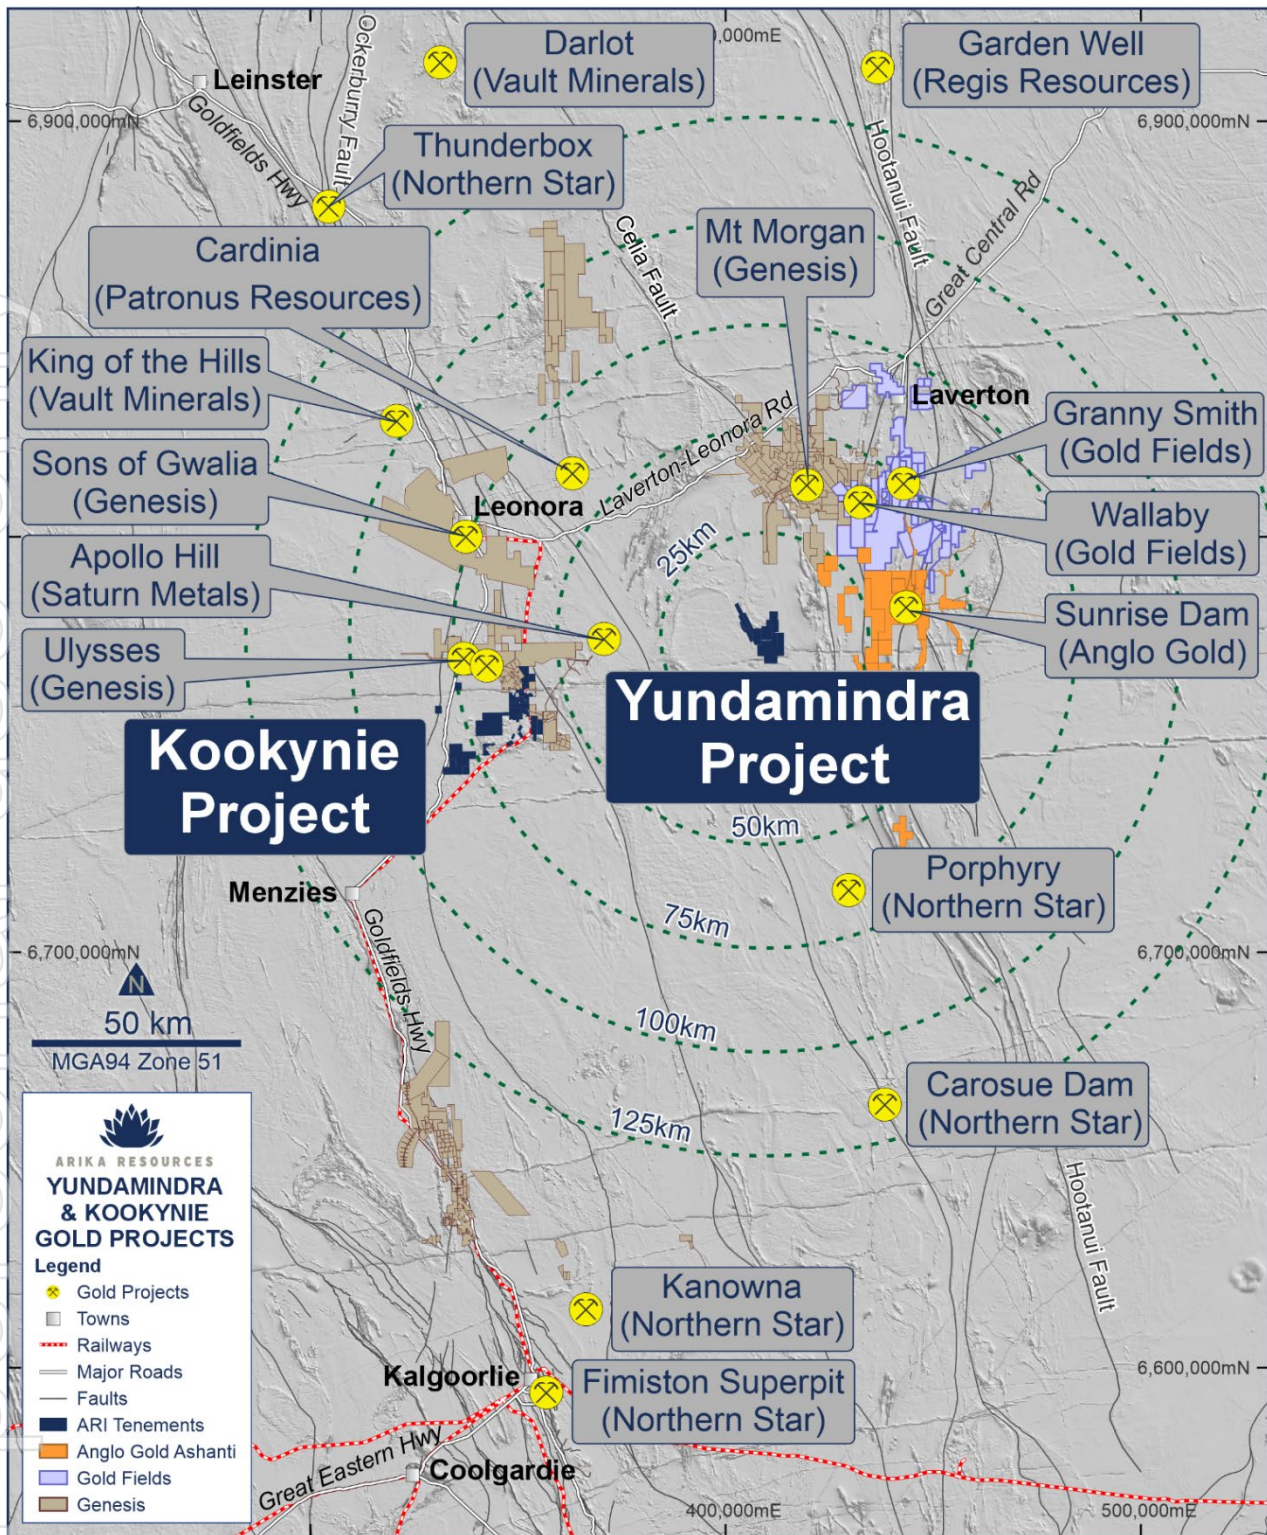 Darlot
(Vault Minerals)
,000mE
Garden Well
(Regis Resources)
Leinster
Ockerburry Fault
Goldfields Hwy
6,900,000mN
6,900,000mN
Thunderbox
(Northern Star)
Hootanui Fault
Great Central Rd
Celia Fault
Mt Morgan
(Genesis)
Cardinia
(Patronus Resources)
King of the Hills
(Vault Minerals)
Laverton
Laverton-Leonora Rd
Granny Smith
(Gold Fields)
Sons of Gwalia
(Genesis)
Leonora
Wallaby
(Gold Fields)
25km
Apollo Hill
(Saturn Metals)
Sunrise Dam
(Anglo Gold)
Ulysses
(Genesis)
Yundamindra
Project
Kookynie
Project
50km
Porphyry
(Northern Star)
Menzies
75km
Goldfields Hwy
6,700,000mN
6,700,000mN
N
50 km
MGA94 Zone 51
100km
Carosue Dam
(Northern Star)
125km
Hootanui Fault
ARIKA RESOURCES
YUNDAMINDRA
& KOOKYNIE
GOLD PROJECTS
Legend
Gold Projects
Towns
Railways
Major Roads
Faults
ARI Tenements
Anglo Gold Ashanti
Gold Fields
Genesis
Kanowna
(Northern Star)
Kalgoorlie
6,600,000mN
Fimiston Superpit
(Northern Star)
Great Eastern Hwy
Coolgardie
400,000mE
500,000mE